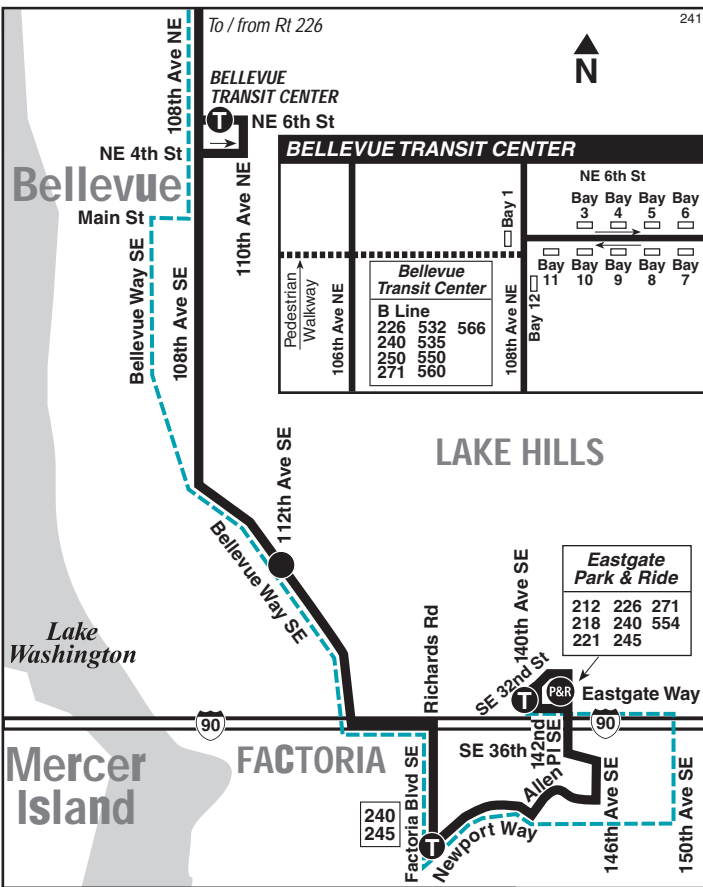 To / from Rt 226
241
N
108th Ave NE
BELLEVUE
TRANSIT CENTER
T
NE 6th St
NE 4th St
110th Ave NE
Bellevue
Main St
Bellevue Way SE
108th Ave SE
BELLEVUE TRANSIT CENTER
NE 6th St
Bay 1
Bay Bay Bay Bay
3 4 5 6
Bay Bay Bay Bay Bay
11 10 9 8 7
Bay 12
Pedestrian
Walkway
106th Ave NE
108th Ave NE
Bellevue
Transit Center
B Line
226 532 566
240 535
250 550
271 560
LAKE HILLS
112th Ave SE
Bellevue Way SE
Lake
Washington
Richards Rd
140th Ave SE
SE 32nd St
Eastgate
Park & Ride
212 226 271
218 240 554
221 245
T
P&R
Eastgate Way
90
90
Mercer
Island
FACTORIA
SE 36th
142nd
Pl SE
Allen
240
245
Factoria Blvd SE
T
Newport Way
146th Ave SE
150th Ave SE